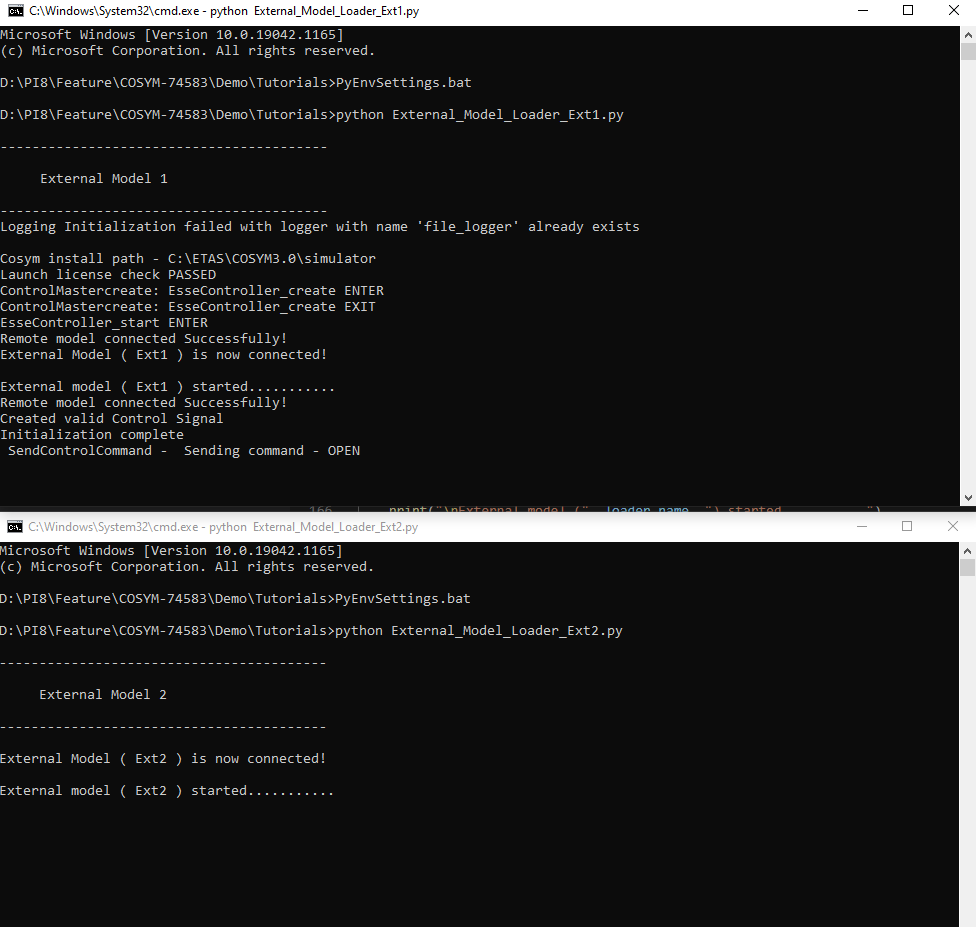 C:\Windows\System32\cmd.exe - python  External_Model_Loader_Ext1.py
Microsoft Windows [Version 10.0.19042.1165]
(c) Microsoft Corporation. All rights reserved.
D:\PI8\Feature\COSYM-74583\Demo\Tutorials>PyEnvSettings.bat
D:\PI8\Feature\COSYM-74583\Demo\Tutorials>python External_Model_Loader_Ext1.py
-----------------------------------------
External Model 1
-----------------------------------------
Logging Initialization failed with logger with name 'file_logger' already exists
Cosym install path - C:\ETAS\COSYM3.0\simulator
Launch license check PASSED
ControlMastercreate: EsseController_create ENTER
ControlMastercreate: EsseController_create EXIT
EsseController_start ENTER
Remote model connected Successfully!
External Model ( Ext1 ) is now connected!
External model ( Ext1 ) started...........
Remote model connected Successfully!
Created valid Control Signal
Initialization complete
SendControlCommand -  Sending command - OPEN
166 print("\nExternal model (", loader_name, ") started...........")
C:\Windows\System32\cmd.exe - python  External_Model_Loader_Ext2.py
Microsoft Windows [Version 10.0.19042.1165]
(c) Microsoft Corporation. All rights reserved.
D:\PI8\Feature\COSYM-74583\Demo\Tutorials>PyEnvSettings.bat
D:\PI8\Feature\COSYM-74583\Demo\Tutorials>python External_Model_Loader_Ext2.py
-----------------------------------------
External Model 2
-----------------------------------------
External Model ( Ext2 ) is now connected!
External model ( Ext2 ) started...........